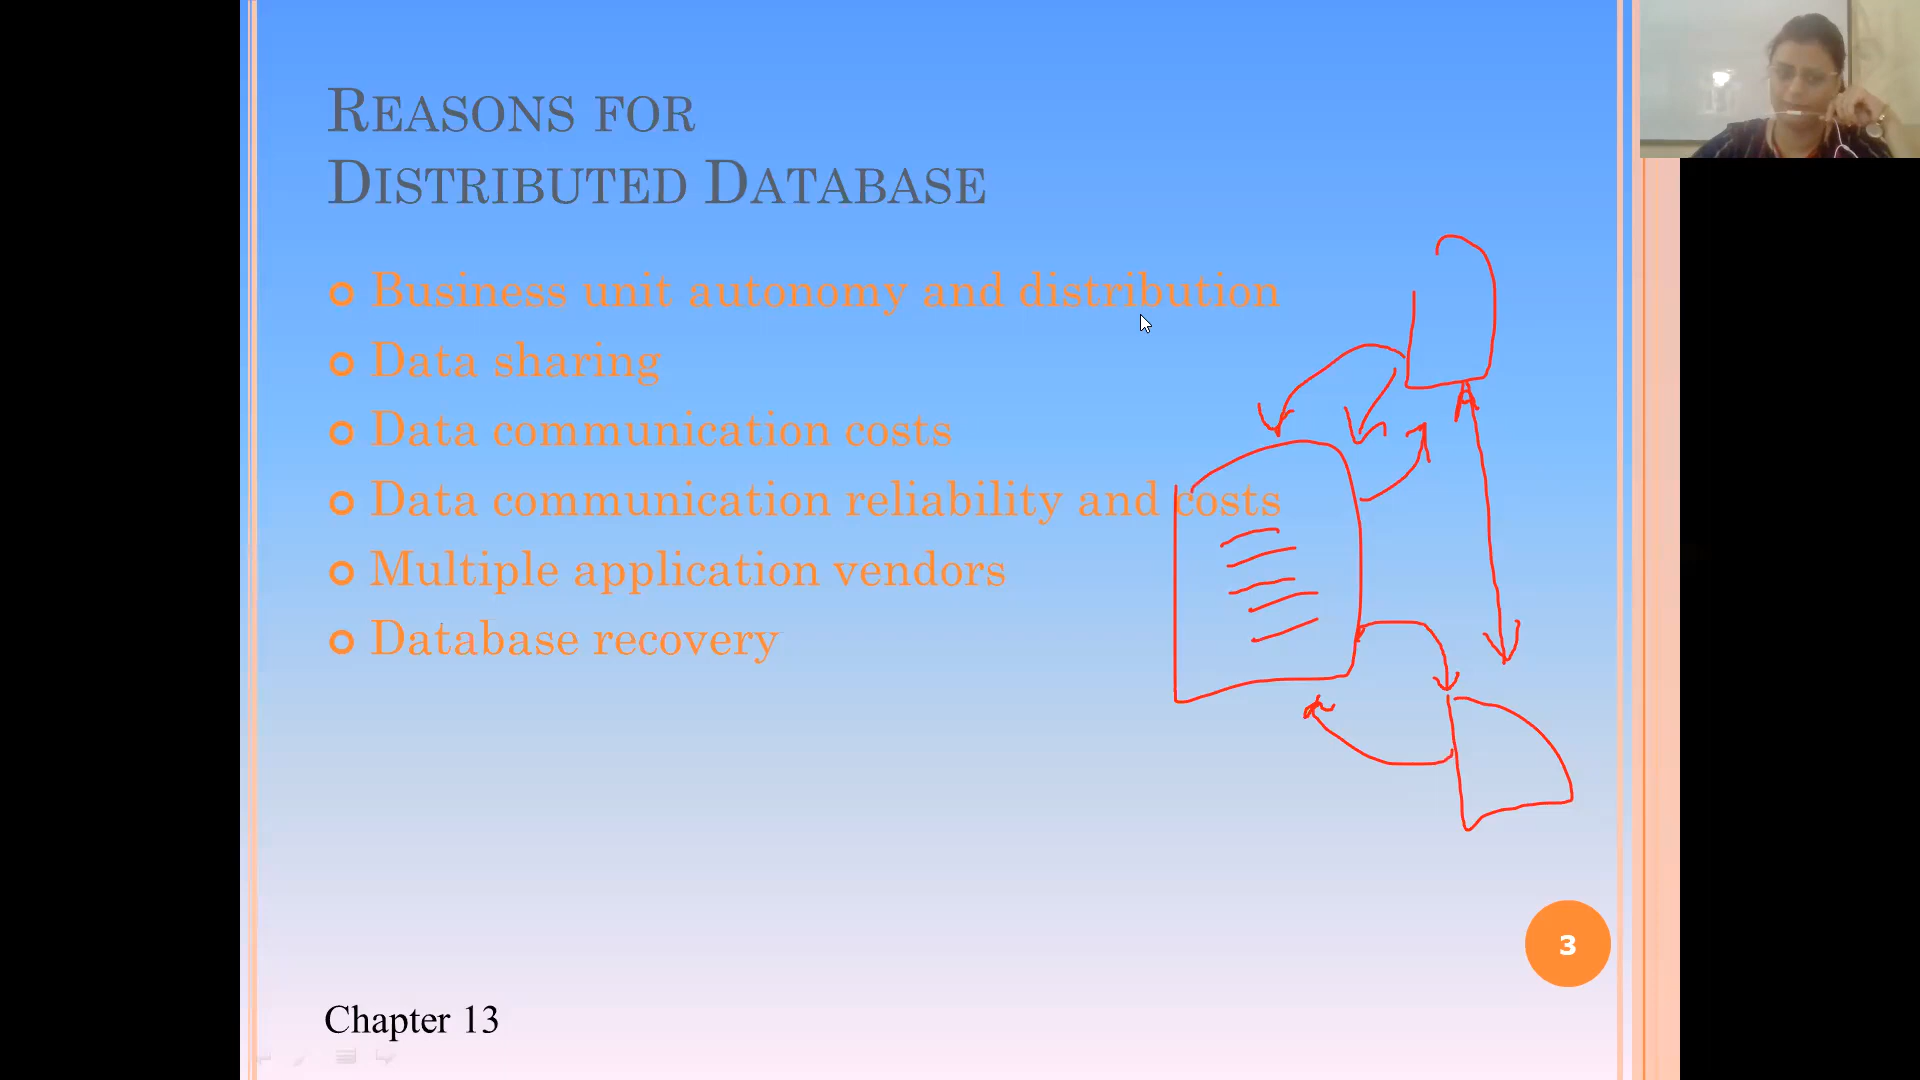 REASONS FOR
DISTRIBUTED DATABASE
Business unit autonomy and distribution
Data sharing
Data communication costs
Data communication reliability and costs
Multiple application vendors
Database recovery
3
Chapter 13